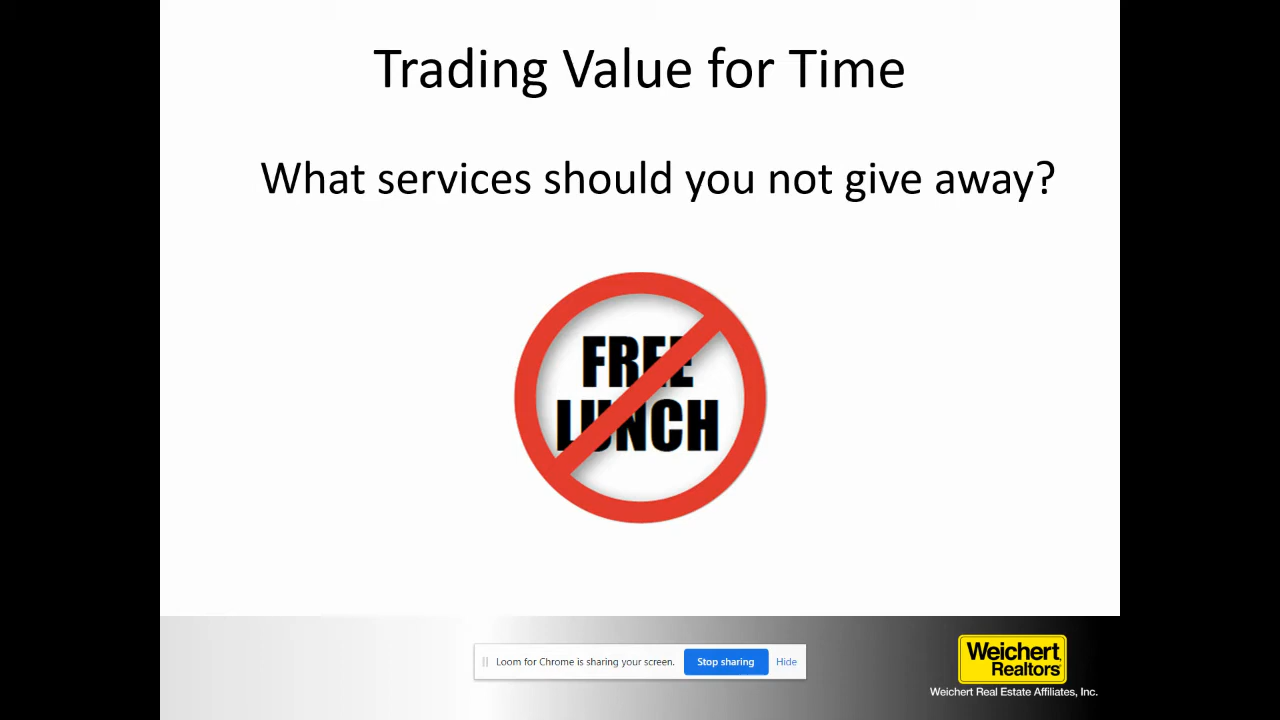 Trading Value for Time
What services should you not give away?
FREE
LUNCH
Loom for Chrome is sharing your screen. Stop sharing Hide
Weichert
Realtors
Weichert Real Estate Affiliates, Inc.